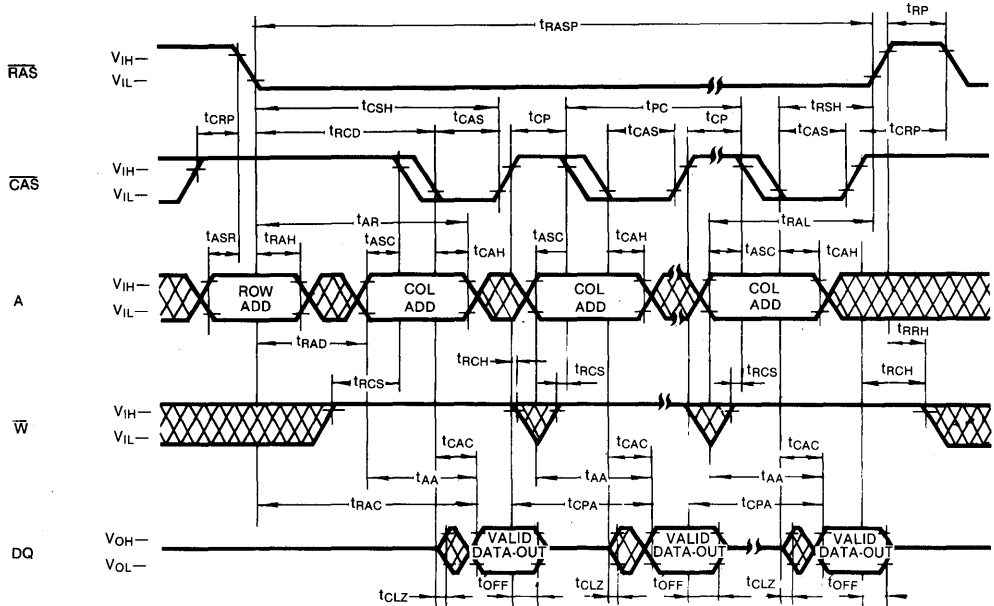 tRP
tRASP
RAS
VIH—
VIL—
tCSH
tPC
tRSH
tCRP
tRCD
tCAS
tCP
tCAS
tCP
tCAS
tCRP
CAS
VIH—
VIL—
tAR
tRAL
tASR
tRAH
tASC
tCAH
tASC
tCAH
tASC
tCAH
A
VIH—
VIL—
ROW ADD
COL ADD
COL ADD
COL ADD
tRAD
tRRH
tRCH
tRCS
tRCS
tRCS
tRCH
W
VIH—
VIL—
tCAC
tCAC
tCAC
tAA
tAA
tAA
tRAC
tCPA
tCPA
DQ
VOH—
VOL—
VALID DATA-OUT
VALID DATA-OUT
VALID DATA-OUT
tCLZ
tOFF
tCLZ
tOFF
tCLZ
tOFF